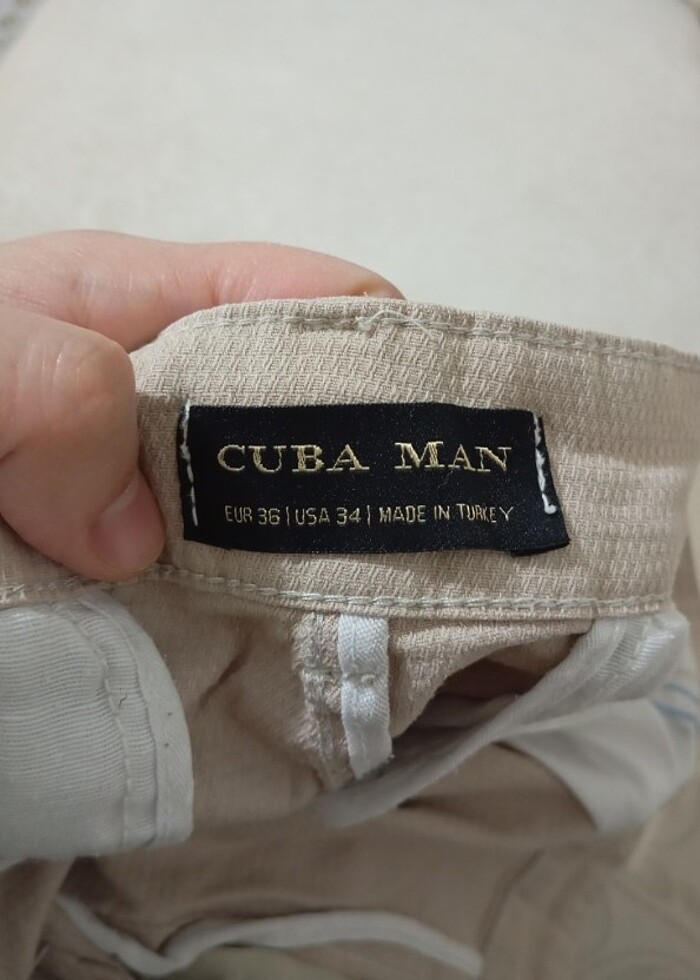 CUBA MAN
EUR 36 | USA 34 | MADE IN TURKEY